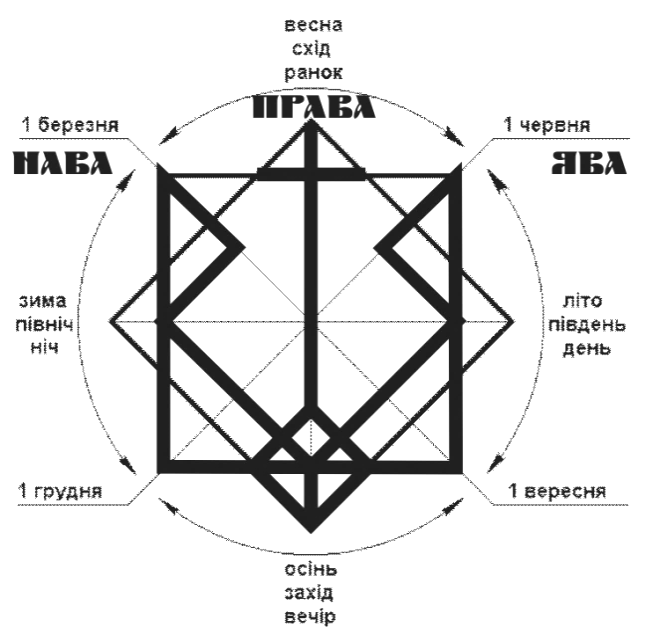 весна
схід
ранок
ПРАВА
1 березня
1 червня
НАВА
ЯВА
зима
північ
ніч
літо
південь
день
1 грудня
1 вересня
осінь
захід
вечір